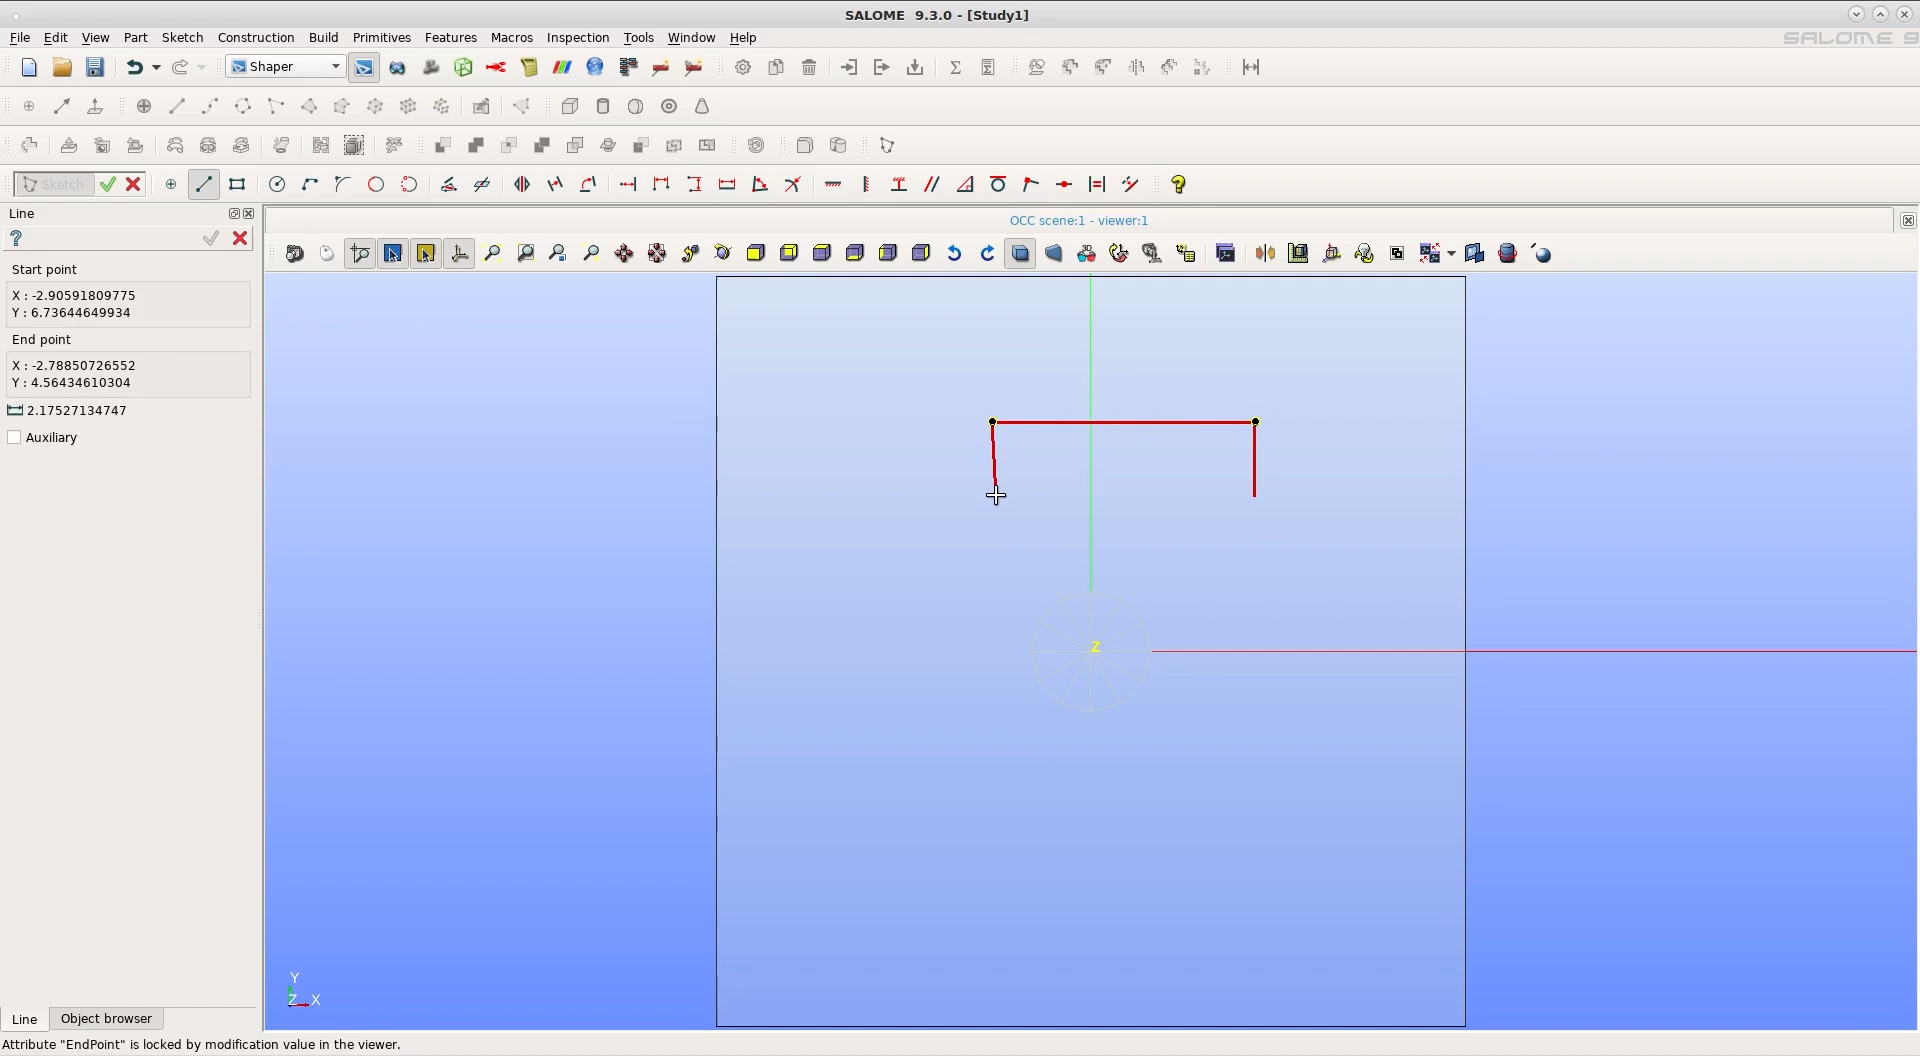 SALOME 9.3.0 - [Study1]
File Edit View Part Sketch Construction Build Primitives Features Macros Inspection Tools Window Help
SALOME 9
Shaper
Sketch
Line
OCC scene:1 - viewer:1
Start point
X : -2.90591809775
Y : 6.73644649934
End point
X : -2.78850726552
Y : 4.56434610304
2.17527134747
Auxiliary
Z
Y
Z X
Line Object browser
Attribute "EndPoint" is locked by modification value in the viewer.